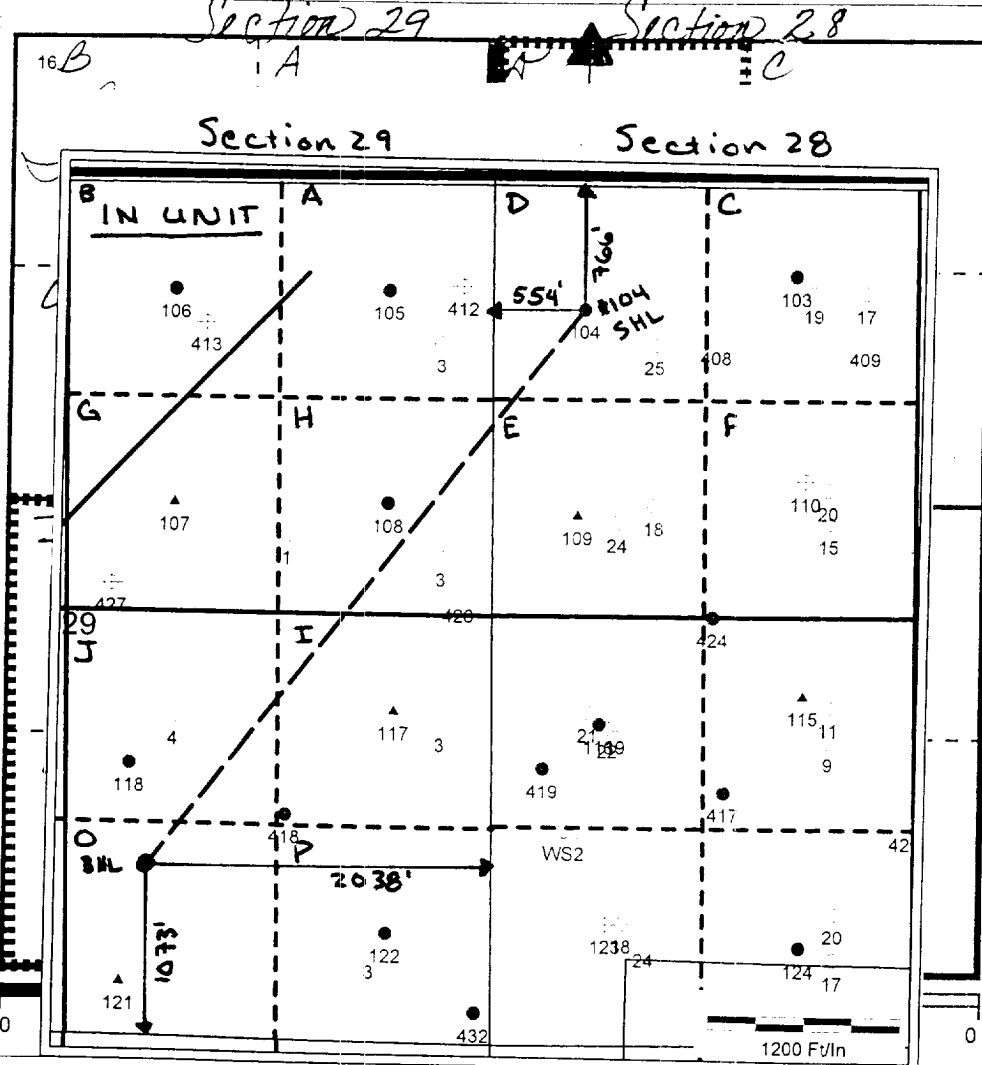 Section 29 Section 28
16 B A C
Section 29 Section 28
B A D C
IN UNIT
766'
554'
#104
SHL
106 105 412 104 103
413 19 17
3 25 408 409
G H E F
107 108 109 18 110 20
24 15
1 3
427 420
29 I 424
J
4 117 3 115 11
118 21 22 9
419 417
418
O P WS2 42
BHL
2038'
1073'
122 20
3 24 124
121 17
432
1200 Ft/In
0 0